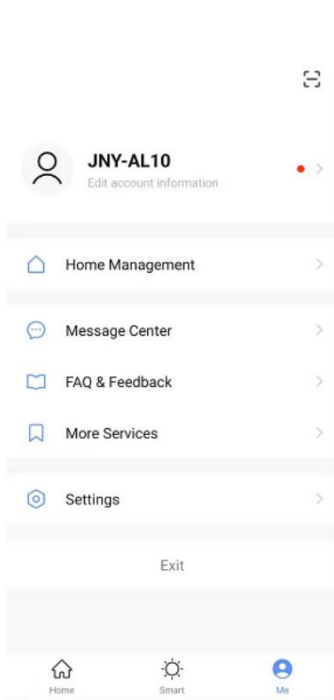 JNY-AL10
Edit account information
Home Management
Message Center
FAQ & Feedback
More Services
Settings
Exit
Home
Smart
Me